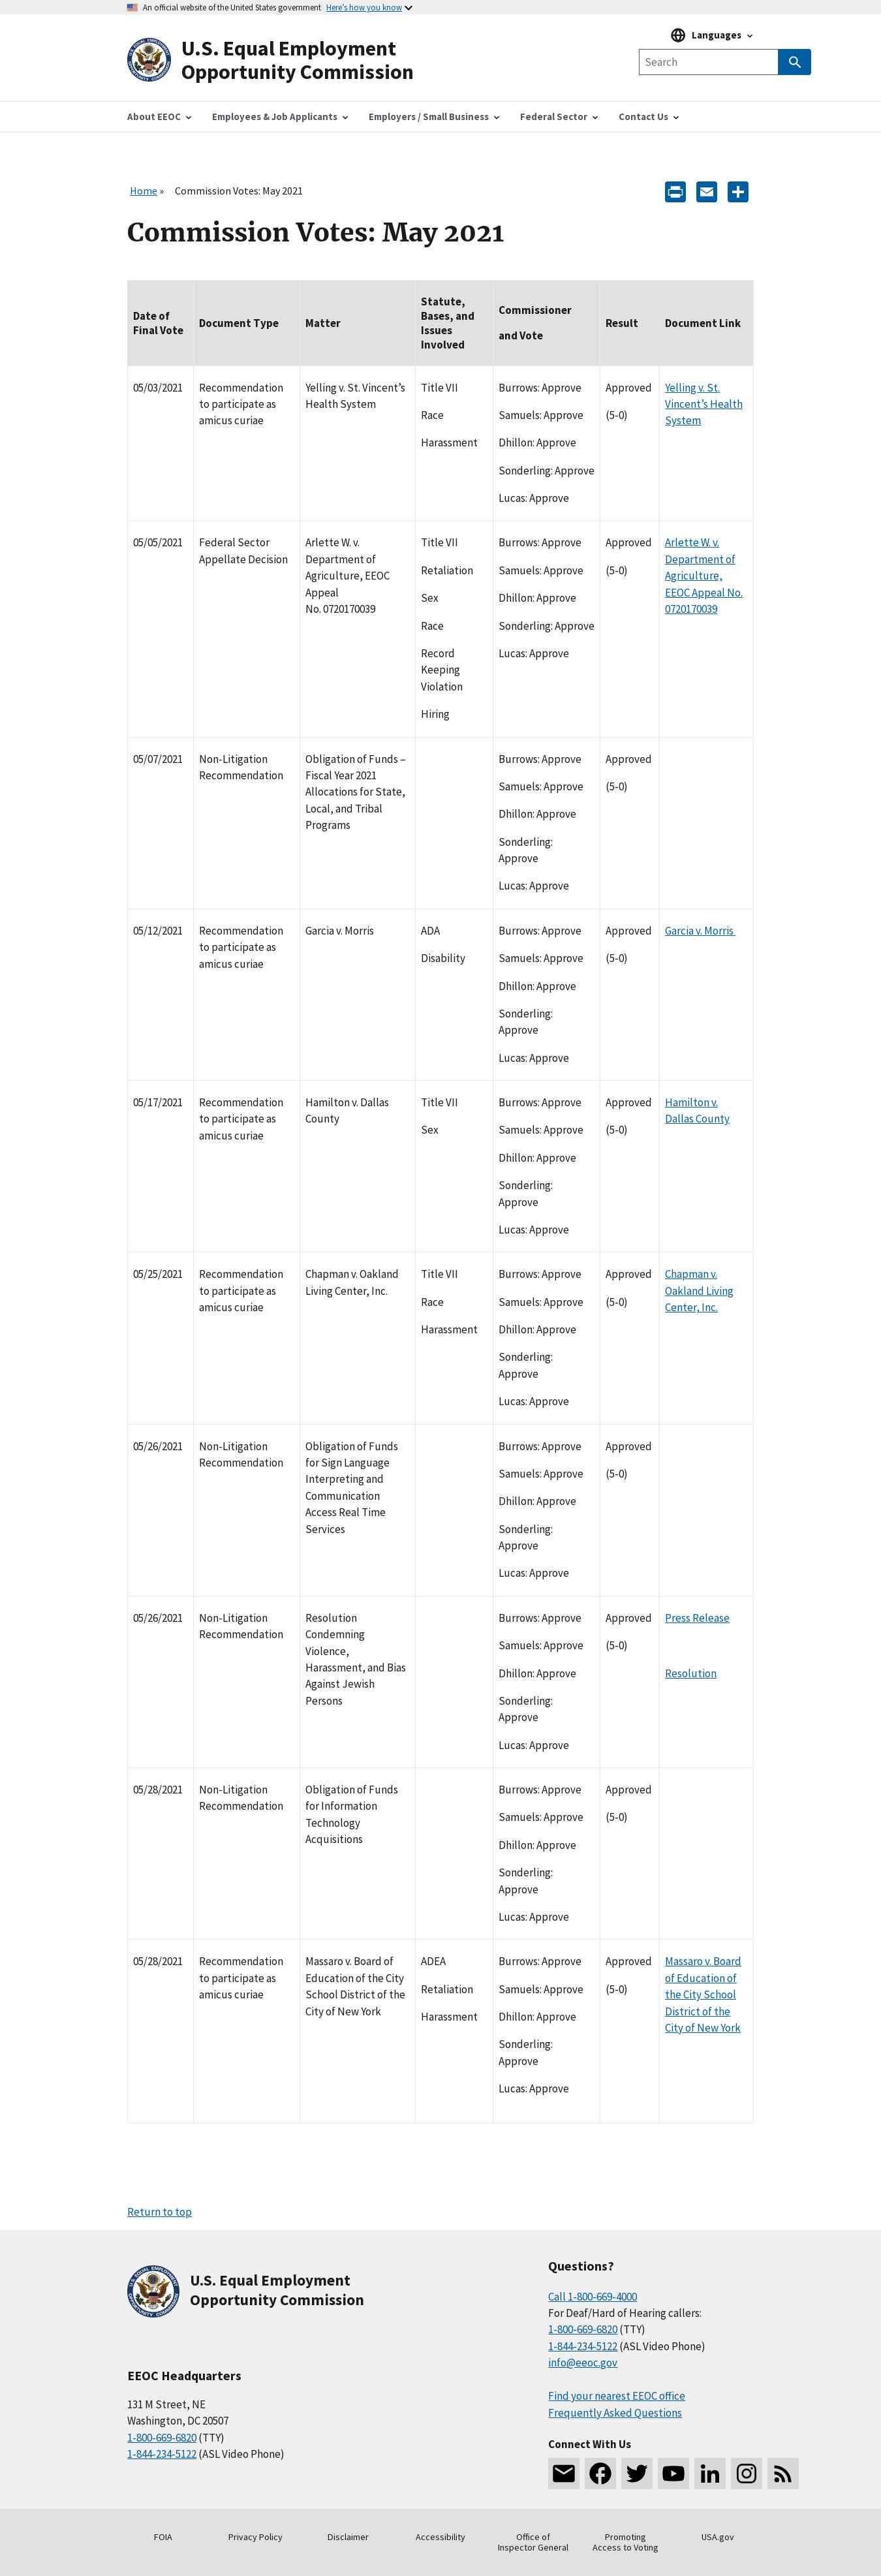 An official website of the United States government Here’s how you know
Languages
U.S. Equal Employment
Opportunity Commission
Search
About EEOC
Employees & Job Applicants
Employers / Small Business
Federal Sector
Contact Us
Home » Commission Votes: May 2021
Commission Votes: May 2021
Date of
Final Vote
Document Type
Matter
Statute,
Bases, and
Issues
Involved
Commissioner
and Vote
Result
Document Link
05/03/2021
Recommendation
to participate as
amicus curiae
Yelling v. St. Vincent’s
Health System
Title VII
Race
Harassment
Burrows: Approve
Samuels: Approve
Dhillon: Approve
Sonderling: Approve
Lucas: Approve
Approved
(5-0)
Yelling v. St.
Vincent’s Health
System
05/05/2021
Federal Sector
Appellate Decision
Arlette W. v.
Department of
Agriculture, EEOC
Appeal
No. 0720170039
Title VII
Retaliation
Sex
Race
Record
Keeping
Violation
Hiring
Burrows: Approve
Samuels: Approve
Dhillon: Approve
Sonderling: Approve
Lucas: Approve
Approved
(5-0)
Arlette W. v.
Department of
Agriculture,
EEOC Appeal No.
0720170039
05/07/2021
Non-Litigation
Recommendation
Obligation of Funds –
Fiscal Year 2021
Allocations for State,
Local, and Tribal
Programs
Burrows: Approve
Samuels: Approve
Dhillon: Approve
Sonderling:
Approve
Lucas: Approve
Approved
(5-0)
05/12/2021
Recommendation
to participate as
amicus curiae
Garcia v. Morris
ADA
Disability
Burrows: Approve
Samuels: Approve
Dhillon: Approve
Sonderling:
Approve
Lucas: Approve
Approved
(5-0)
Garcia v. Morris
05/17/2021
Recommendation
to participate as
amicus curiae
Hamilton v. Dallas
County
Title VII
Sex
Burrows: Approve
Samuels: Approve
Dhillon: Approve
Sonderling:
Approve
Lucas: Approve
Approved
(5-0)
Hamilton v.
Dallas County
05/25/2021
Recommendation
to participate as
amicus curiae
Chapman v. Oakland
Living Center, Inc.
Title VII
Race
Harassment
Burrows: Approve
Samuels: Approve
Dhillon: Approve
Sonderling:
Approve
Lucas: Approve
Approved
(5-0)
Chapman v.
Oakland Living
Center, Inc.
05/26/2021
Non-Litigation
Recommendation
Obligation of Funds
for Sign Language
Interpreting and
Communication
Access Real Time
Services
Burrows: Approve
Samuels: Approve
Dhillon: Approve
Sonderling:
Approve
Lucas: Approve
Approved
(5-0)
05/26/2021
Non-Litigation
Recommendation
Resolution
Condemning
Violence,
Harassment, and Bias
Against Jewish
Persons
Burrows: Approve
Samuels: Approve
Dhillon: Approve
Sonderling:
Approve
Lucas: Approve
Approved
(5-0)
Press Release
Resolution
05/28/2021
Non-Litigation
Recommendation
Obligation of Funds
for Information
Technology
Acquisitions
Burrows: Approve
Samuels: Approve
Dhillon: Approve
Sonderling:
Approve
Lucas: Approve
Approved
(5-0)
05/28/2021
Recommendation
to participate as
amicus curiae
Massaro v. Board of
Education of the City
School District of the
City of New York
ADEA
Retaliation
Harassment
Burrows: Approve
Samuels: Approve
Dhillon: Approve
Sonderling:
Approve
Lucas: Approve
Approved
(5-0)
Massaro v. Board
of Education of
the City School
District of the
City of New York
Return to top
U.S. Equal Employment
Opportunity Commission
EEOC Headquarters
131 M Street, NE
Washington, DC 20507
1-800-669-6820 (TTY)
1-844-234-5122 (ASL Video Phone)
Questions?
Call 1-800-669-4000
For Deaf/Hard of Hearing callers:
1-800-669-6820 (TTY)
1-844-234-5122 (ASL Video Phone)
info@eeoc.gov
Find your nearest EEOC office
Frequently Asked Questions
Connect With Us
FOIA
Privacy Policy
Disclaimer
Accessibility
Office of
Inspector General
Promoting
Access to Voting
USA.gov